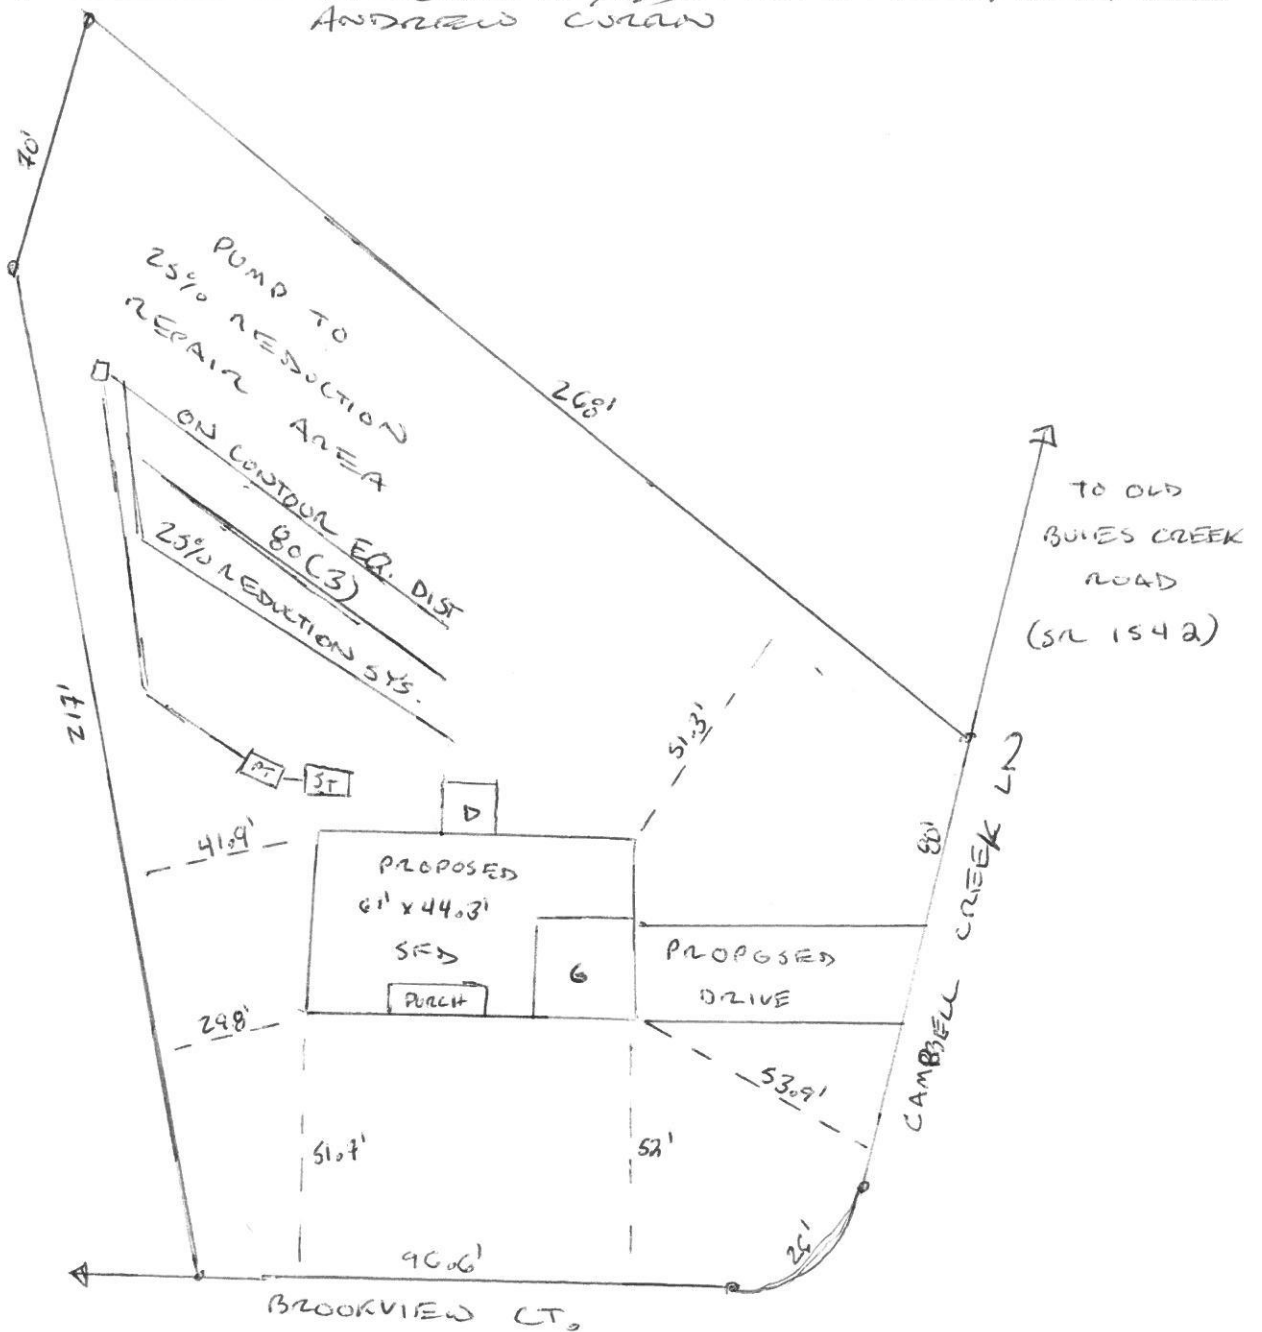 ANDREW CURRIN
70'
PUMP TO
25% REDUCTION
REPAIR AREA
268'
ON CONTOUR EQ. DIST
80(3)
25% REDUCTION SYS.
TO OLD
BUIES CREEK
ROAD
(SR 1542)
217'
51.3'
PT
ST
D
80'
CAMPBELL CREEK LN
41.9'
PROPOSED
61' x 44.3'
SFD
G
PORCH
PROPOSED
DRIVE
29.8'
53.9'
51.7'
52'
26'
96.6'
BROOKVIEW CT.